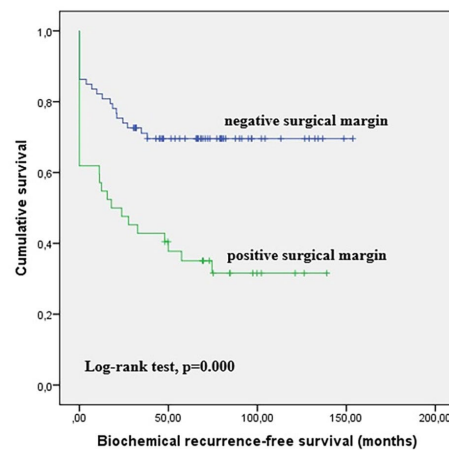 1,0
0,8
0,6
0,4
0,2
0,0
Cumulative survival
negative surgical margin
positive surgical margin
Log-rank test, p=0.000
,00 50,00 100,00 150,00 200,00
Biochemical recurrence-free survival (months)